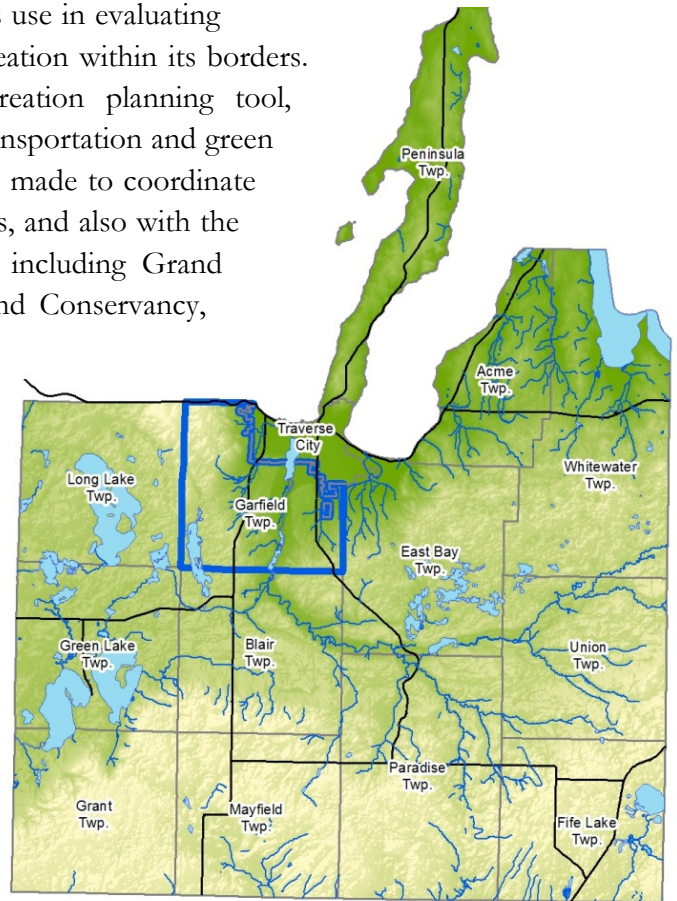 s use in evaluating
eation within its borders.
creation planning tool,
ansportation and green
made to coordinate
s, and also with the
including Grand
nd Conservancy,
Peninsula
Twp.
Acme
Twp.
Traverse
City
Whitewater
Twp.
Long Lake
Twp.
Garfield
Twp.
East Bay
Twp.
Green Lake
Twp.
Blair
Twp.
Union
Twp.
Paradise
Twp.
Grant
Twp.
Mayfield
Twp.
Fife Lake
Twp.